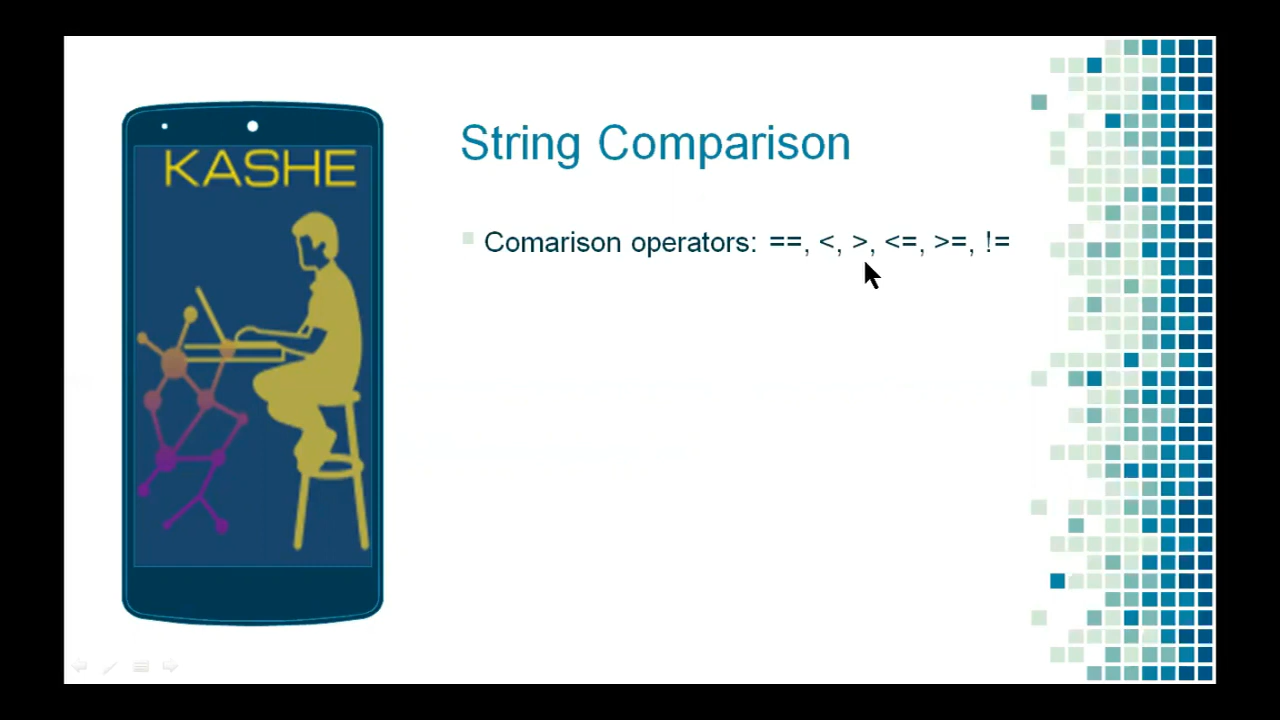 KASHE
String Comparison
Comarison operators: ==, <, >, <=, >=, !=